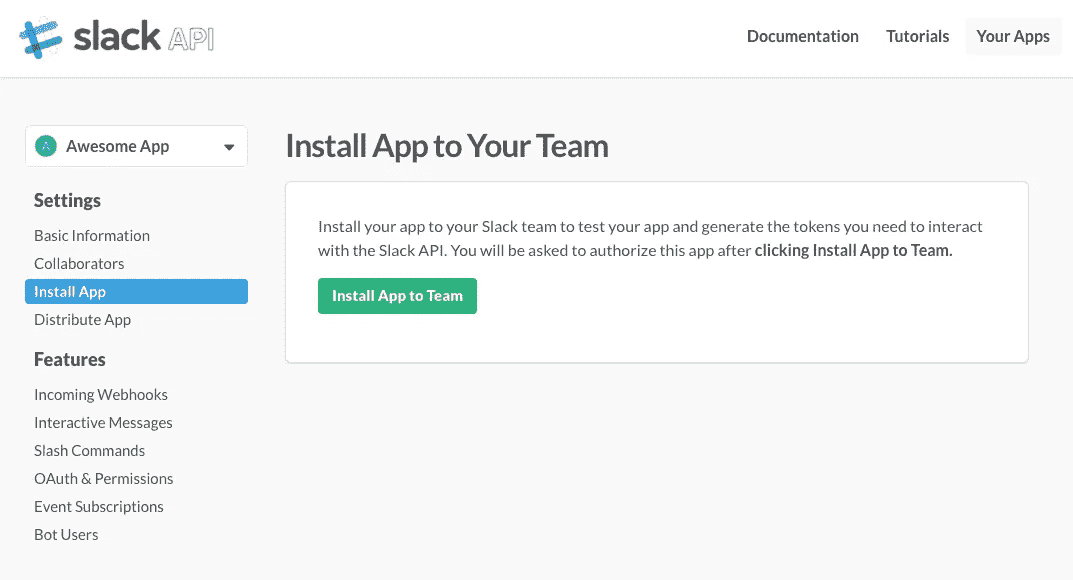 slack API
Documentation
Tutorials
Your Apps
Awesome App
Install App to Your Team
Settings
Basic Information
Collaborators
Install App
Distribute App
Features
Incoming Webhooks
Interactive Messages
Slash Commands
OAuth & Permissions
Event Subscriptions
Bot Users
Install your app to your Slack team to test your app and generate the tokens you need to interact
with the Slack API. You will be asked to authorize this app after clicking Install App to Team.
Install App to Team